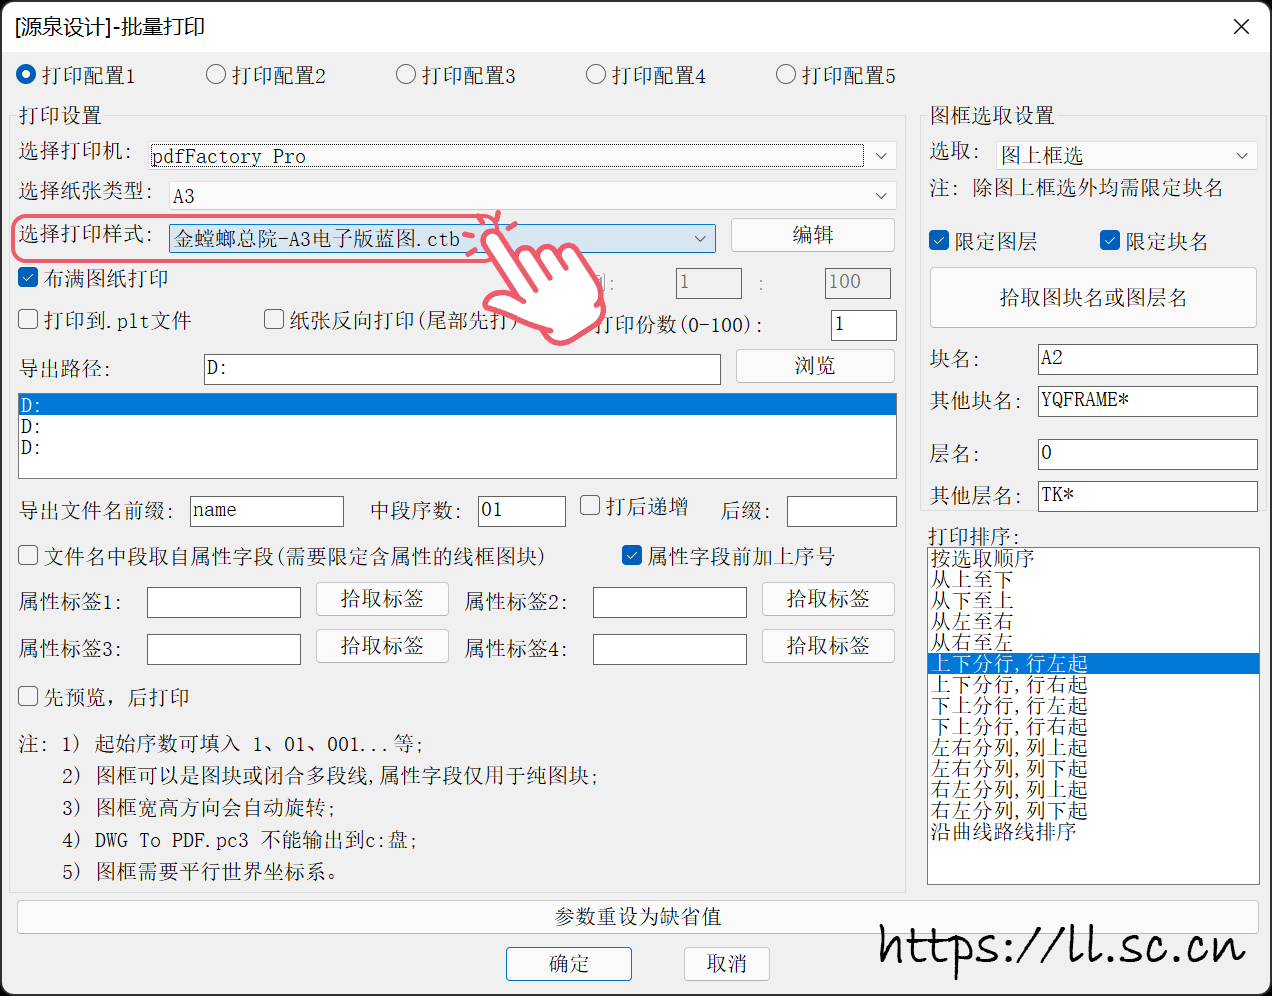 [源泉设计]-批量打印
打印配置1 打印配置2 打印配置3 打印配置4 打印配置5
打印设置
选择打印机: pdfFactory Pro
选择纸张类型: A3
选择打印样式: 金螳螂总院-A3电子版蓝图.ctb 编辑
布满图纸打印 : 1 : 100
打印到.plt文件 纸张反向打印(尾部先打) 打印份数(0-100): 1
导出路径: D: 浏览
D:
D:
D:
导出文件名前缀: name 中段序数: 01 打后递增 后缀:
文件名中段取自属性字段(需要限定含属性的线框图块) 属性字段前加上序号
属性标签1: 拾取标签 属性标签2: 拾取标签
属性标签3: 拾取标签 属性标签4: 拾取标签
先预览，后打印
注: 1) 起始序数可填入 1、01、001...等;
2) 图框可以是图块或闭合多段线,属性字段仅用于纯图块;
3) 图框宽高方向会自动旋转;
4) DWG To PDF.pc3 不能输出到c:盘;
5) 图框需要平行世界坐标系。
图框选取设置
选取: 图上框选
注: 除图上框选外均需限定块名
限定图层 限定块名
拾取图块名或图层名
块名: A2
其他块名: YQFRAME*
层名: 0
其他层名: TK*
打印排序:
按选取顺序
从上至下
从下至上
从左至右
从右至左
上下分行,行左起
上下分行,行右起
下上分行,行左起
下上分行,行右起
左右分列,列上起
左右分列,列下起
右左分列,列上起
右左分列,列下起
沿曲线路线排序
参数重设为缺省值
确定 取消
https://ll.sc.cn